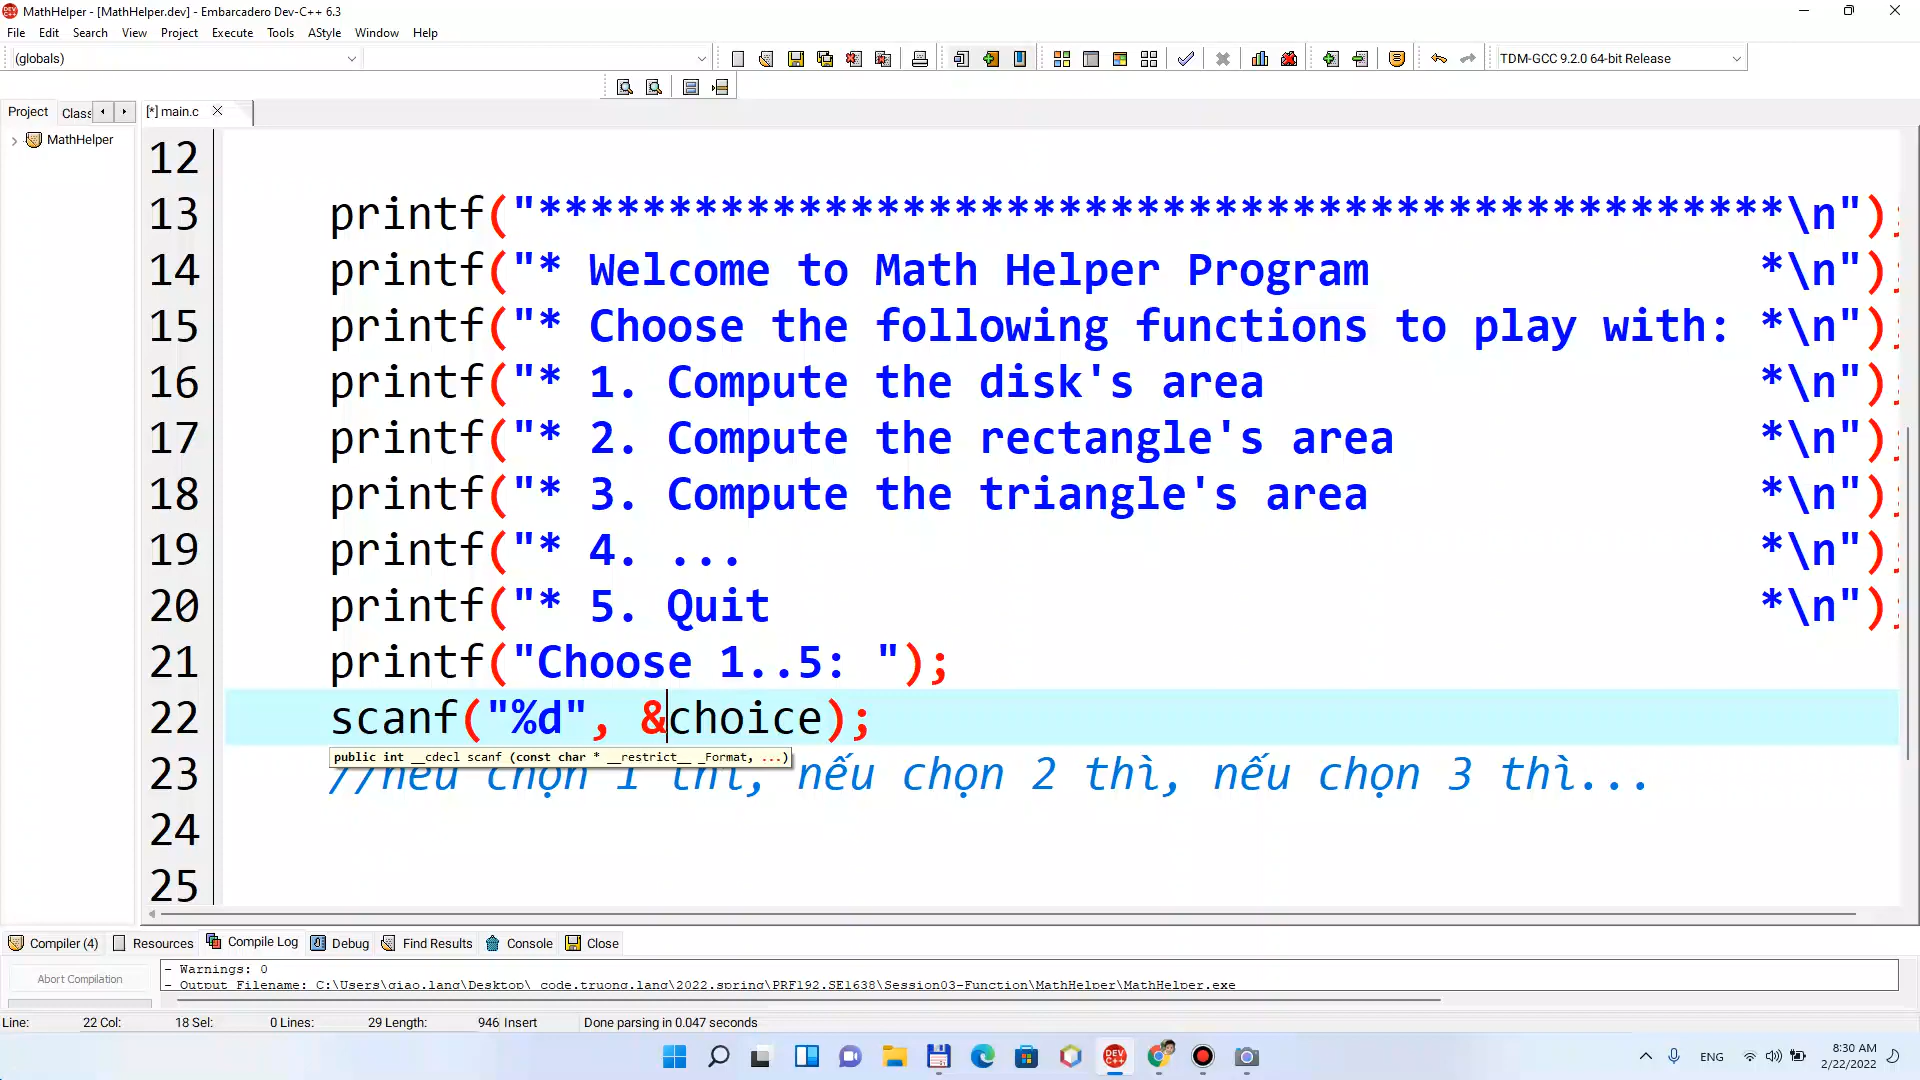 MathHelper - [MathHelper.dev] - Embarcadero Dev-C++ 6.3
File Edit Search View Project Execute Tools AStyle Window Help
(globals)
TDM-GCC 9.2.0 64-bit Release
Project Class
[*] main.c
MathHelper
12
13 printf("************************************************\n");
14 printf("* Welcome to Math Helper Program               *\n");
15 printf("* Choose the following functions to play with: *\n");
16 printf("* 1. Compute the disk's area                   *\n");
17 printf("* 2. Compute the rectangle's area              *\n");
18 printf("* 3. Compute the triangle's area               *\n");
19 printf("* 4. ...                                       *\n");
20 printf("* 5. Quit                                      *\n");
21 printf("Choose 1..5: ");
22 scanf("%d", &choice);
public int __cdecl scanf (const char * __restrict__ _Format, ...)
23 //nếu chọn 1 thì, nếu chọn 2 thì, nếu chọn 3 thì...
24
25
Compiler (4) Resources Compile Log Debug Find Results Console Close
Abort Compilation
- Warnings: 0
- Output Filename: C:\Users\giao.lang\Desktop\_code.truong.lang\2022.spring\PRF192.SE1638\Session03-Function\MathHelper\MathHelper.exe
Line: 22 Col: 18 Sel: 0 Lines: 29 Length: 946 Insert Done parsing in 0.047 seconds
DEV C++
ENG
8:30 AM
2/22/2022